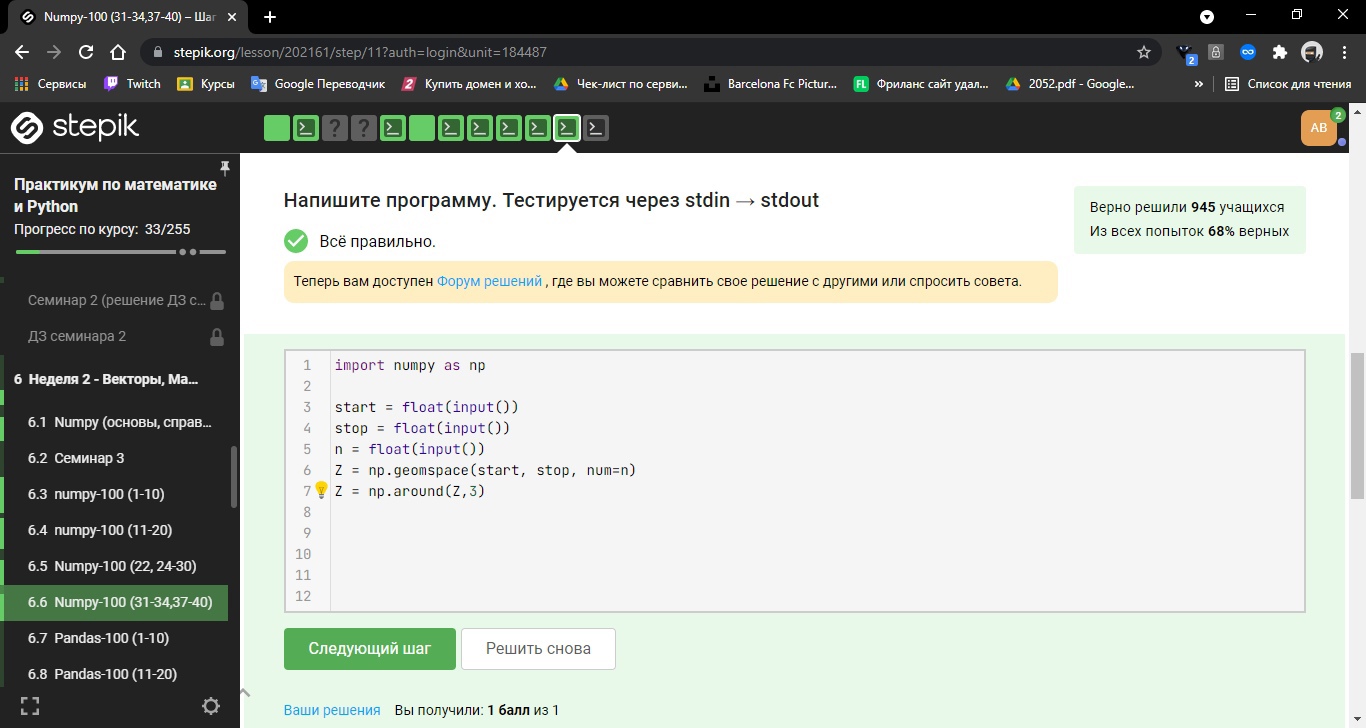 Numpy-100 (31-34,37-40) – Шаг
stepik.org/lesson/202161/step/11?auth=login&unit=184487
2
Сервисы
Twitch
Курсы
Google Переводчик
Купить домен и хо...
Чек-лист по серви...
Barcelona Fc Pictur...
FL
Фриланс сайт удал...
2052.pdf - Google...
»
Список для чтения
stepik
? ?
АВ
2
Практикум по математике
и Python
Прогресс по курсу: 33/255
Семинар 2 (решение ДЗ с...
ДЗ семинара 2
6 Неделя 2 - Векторы, Ма...
6.1 Numpy (основы, справ...
6.2 Семинар 3
6.3 numpy-100 (1-10)
6.4 numpy-100 (11-20)
6.5 Numpy-100 (22, 24-30)
6.6 Numpy-100 (31-34,37-40)
6.7 Pandas-100 (1-10)
6.8 Pandas-100 (11-20)
Напишите программу. Тестируется через stdin → stdout
Всё правильно.
Теперь вам доступен Форум решений , где вы можете сравнить свое решение с другими или спросить совета.
Верно решили 945 учащихся
Из всех попыток 68% верных
1 import numpy as np
2
3 start = float(input())
4 stop = float(input())
5 n = float(input())
6 Z = np.geomspace(start, stop, num=n)
7 Z = np.around(Z,3)
8
9
10
11
12
Следующий шаг
Решить снова
Ваши решения Вы получили: 1 балл из 1